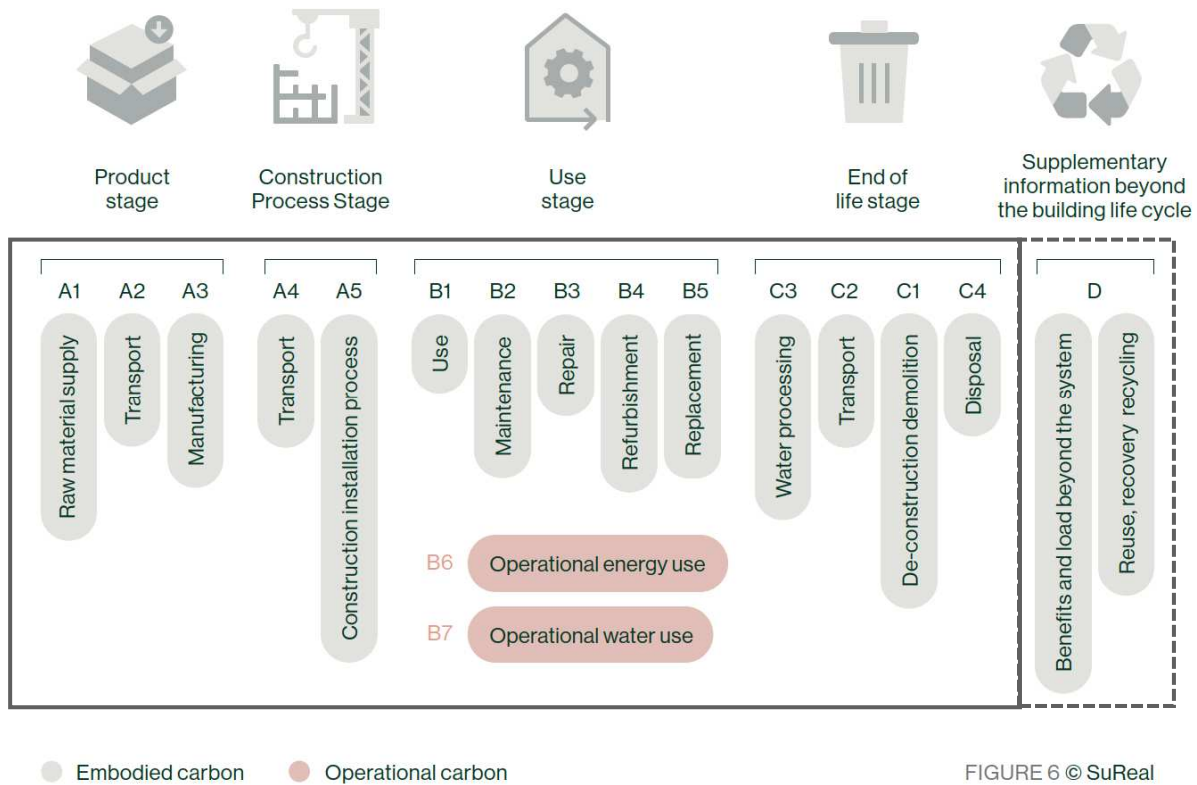 Product
stage
Construction
Process Stage
Use
stage
End of
life stage
Supplementary
information beyond
the building life cycle
A1
A2
A3
A4
A5
B1
B2
B3
B4
B5
C3
C2
C1
C4
D
Raw material supply
Transport
Manufacturing
Transport
Construction installation process
Use
Maintenance
Repair
Refurbishment
Replacement
Water processing
Transport
De-construction demolition
Disposal
Benefits and load beyond the system
Reuse, recovery recycling
B6 Operational energy use
B7 Operational water use
Embodied carbon
Operational carbon
FIGURE 6 © SuReal